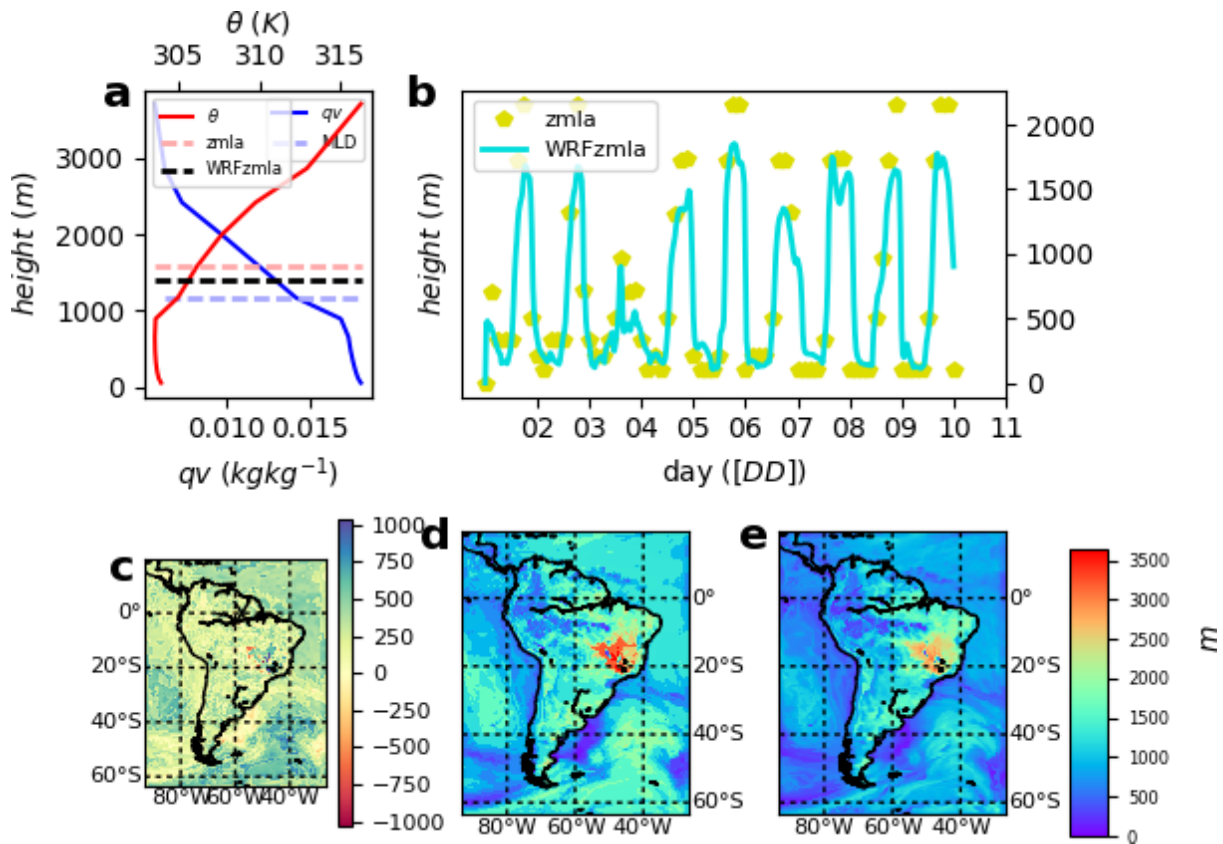 θ (K)
305 310 315
a
θ
zmla
WRFzmla
qv
MLD
height (m)
3000
2000
1000
0
0.010 0.015
qv (kgkg⁻¹)
b
zmla
WRFzmla
height (m)
2000
1500
1000
500
0
02 03 04 05 06 07 08 09 10 11
day ([DD])
c
0°
20°S
40°S
60°S
80°W 60°W 40°W
1000
750
500
250
0
−250
−500
−750
−1000
d
0°
20°S
40°S
60°S
80°W 60°W 40°W
e
0°
20°S
40°S
60°S
80°W 60°W 40°W
3500
3000
2500
2000
1500
1000
500
0
m